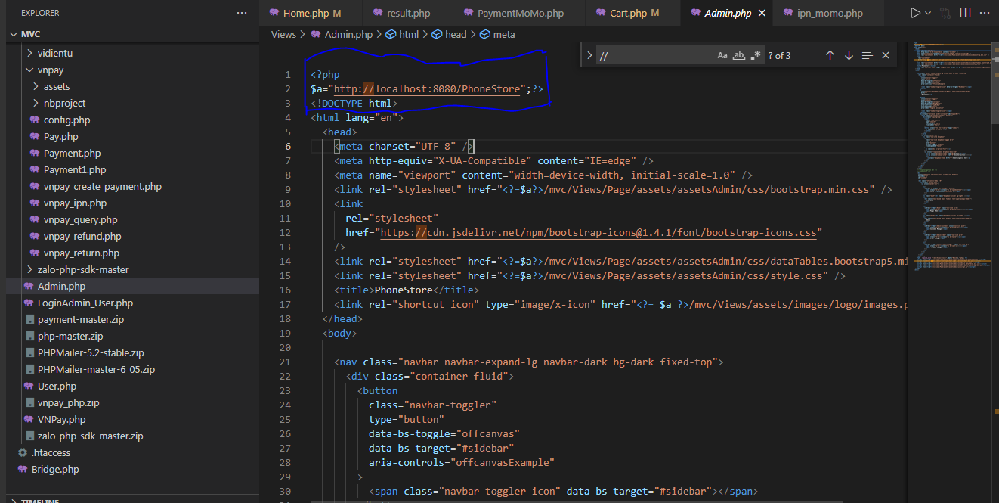 EXPLORER
MVC
vidientu
vnpay
assets
nbproject
config.php
Pay.php
Payment.php
Payment1.php
vnpay_create_payment.php
vnpay_ipn.php
vnpay_query.php
vnpay_refund.php
vnpay_return.php
zalo-php-sdk-master
Admin.php
LoginAdmin_User.php
payment-master.zip
php-master.zip
PHPMailer-5.2-stable.zip
PHPMailer-master-6_05.zip
User.php
vnpay_php.zip
VNPay.php
zalo-php-sdk-master.zip
.htaccess
Bridge.php
TIMELINE
Home.php M result.php PaymentMoMo.php Cart.php M Admin.php ipn_momo.php
Views > Admin.php > html > head > meta
// Aa ab .* ? of 3
1 <?php
2 $a="http://localhost:8080/PhoneStore";?>
3 <!DOCTYPE html>
4 <html lang="en">
5 <head>
6 <meta charset="UTF-8" />
7 <meta http-equiv="X-UA-Compatible" content="IE=edge" />
8 <meta name="viewport" content="width=device-width, initial-scale=1.0" />
9 <link rel="stylesheet" href="<?=$a?>/mvc/Views/Page/assets/assetsAdmin/css/bootstrap.min.css" />
10 <link
11 rel="stylesheet"
12 href="https://cdn.jsdelivr.net/npm/bootstrap-icons@1.4.1/font/bootstrap-icons.css"
13 />
14 <link rel="stylesheet" href="<?=$a?>/mvc/Views/Page/assets/assetsAdmin/css/dataTables.bootstrap5.mi
15 <link rel="stylesheet" href="<?=$a?>/mvc/Views/Page/assets/assetsAdmin/css/style.css" />
16 <title>PhoneStore</title>
17 <link rel="shortcut icon" type="image/x-icon" href="<?= $a ?>/mvc/Views/assets/images/logo/images.p
18 </head>
19 <body>
20
21 <nav class="navbar navbar-expand-lg navbar-dark bg-dark fixed-top">
22 <div class="container-fluid">
23 <button
24 class="navbar-toggler"
25 type="button"
26 data-bs-toggle="offcanvas"
27 data-bs-target="#sidebar"
28 aria-controls="offcanvasExample"
29 >
30 <span class="navbar-toggler-icon" data-bs-target="#sidebar"></span>